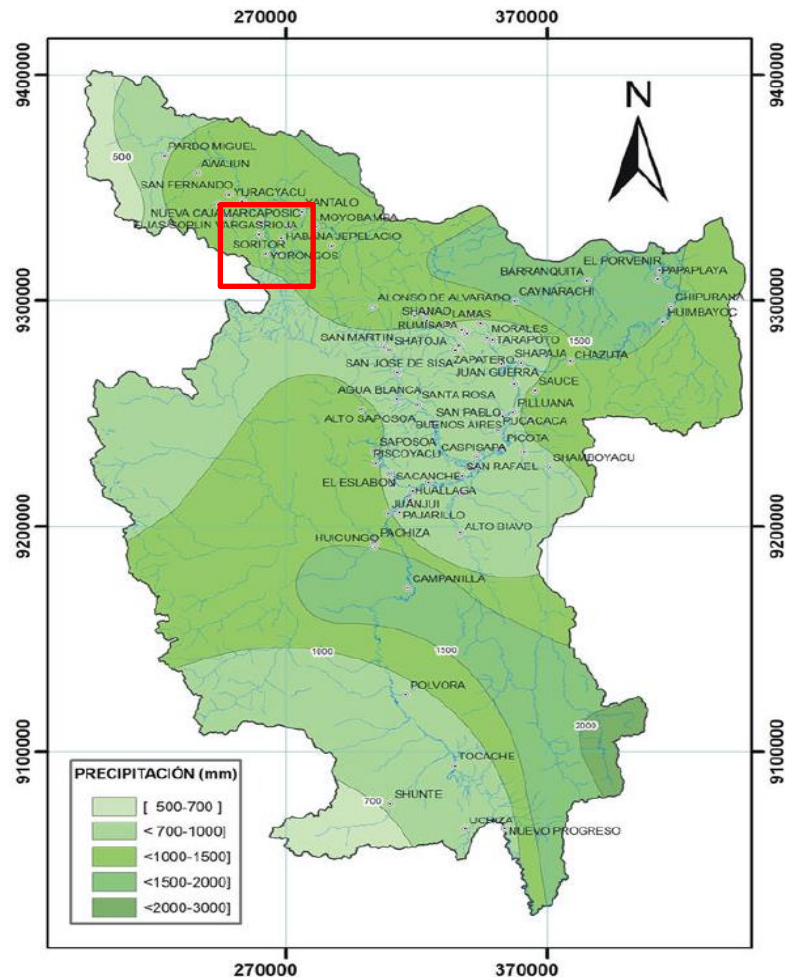 270000
370000
9400000
9400000
N
500
PARDO MIGUEL
AWAJUN
SAN FERNANDO
YURACYACU
YANTALO
NUEVA CAJAMARCA
POSIC
MOYOBAMBA
ELIAS SOPLIN VARGAS
RIOJA
HABANA
JEPELACIO
SORITOR
YORONGOS
EL PORVENIR
BARRANQUITA
PAPAPLAYA
CAYNARACHI
CHIPURANA
ALONSO DE ALVARADO
HUIMBAYOC
9300000
9300000
SHANAO
LAMAS
RUMISAPA
MORALES
1500
SAN MARTIN
SHATOJA
TARAPOTO
ZAPATERO
SHAPAJA
CHAZUTA
SAN JOSE DE SISA
JUAN GUERRA
SAUCE
AGUA BLANCA
SANTA ROSA
PILLUANA
SAN PABLO
ALTO SAPOSOA
PUCACACA
BUENOS AIRES
PICOTA
SAPOSOA
CASPISAPA
PISCOYACU
SHAMBOYACU
SAN RAFAEL
SACANCHE
EL ESLABON
HUALLAGA
JUANJUI
PAJARILLO
9200000
9200000
ALTO BIAVO
PACHIZA
HUICUNGO
CAMPANILLA
1000
1500
POLVORA
2000
9100000
9100000
TOCACHE
PRECIPITACIÓN (mm)
[ 500-700 ]
<700-1000]
<1000-1500]
<1500-2000]
<2000-3000]
700
SHUNTE
UCHIZA
NUEVO PROGRESO
270000
370000